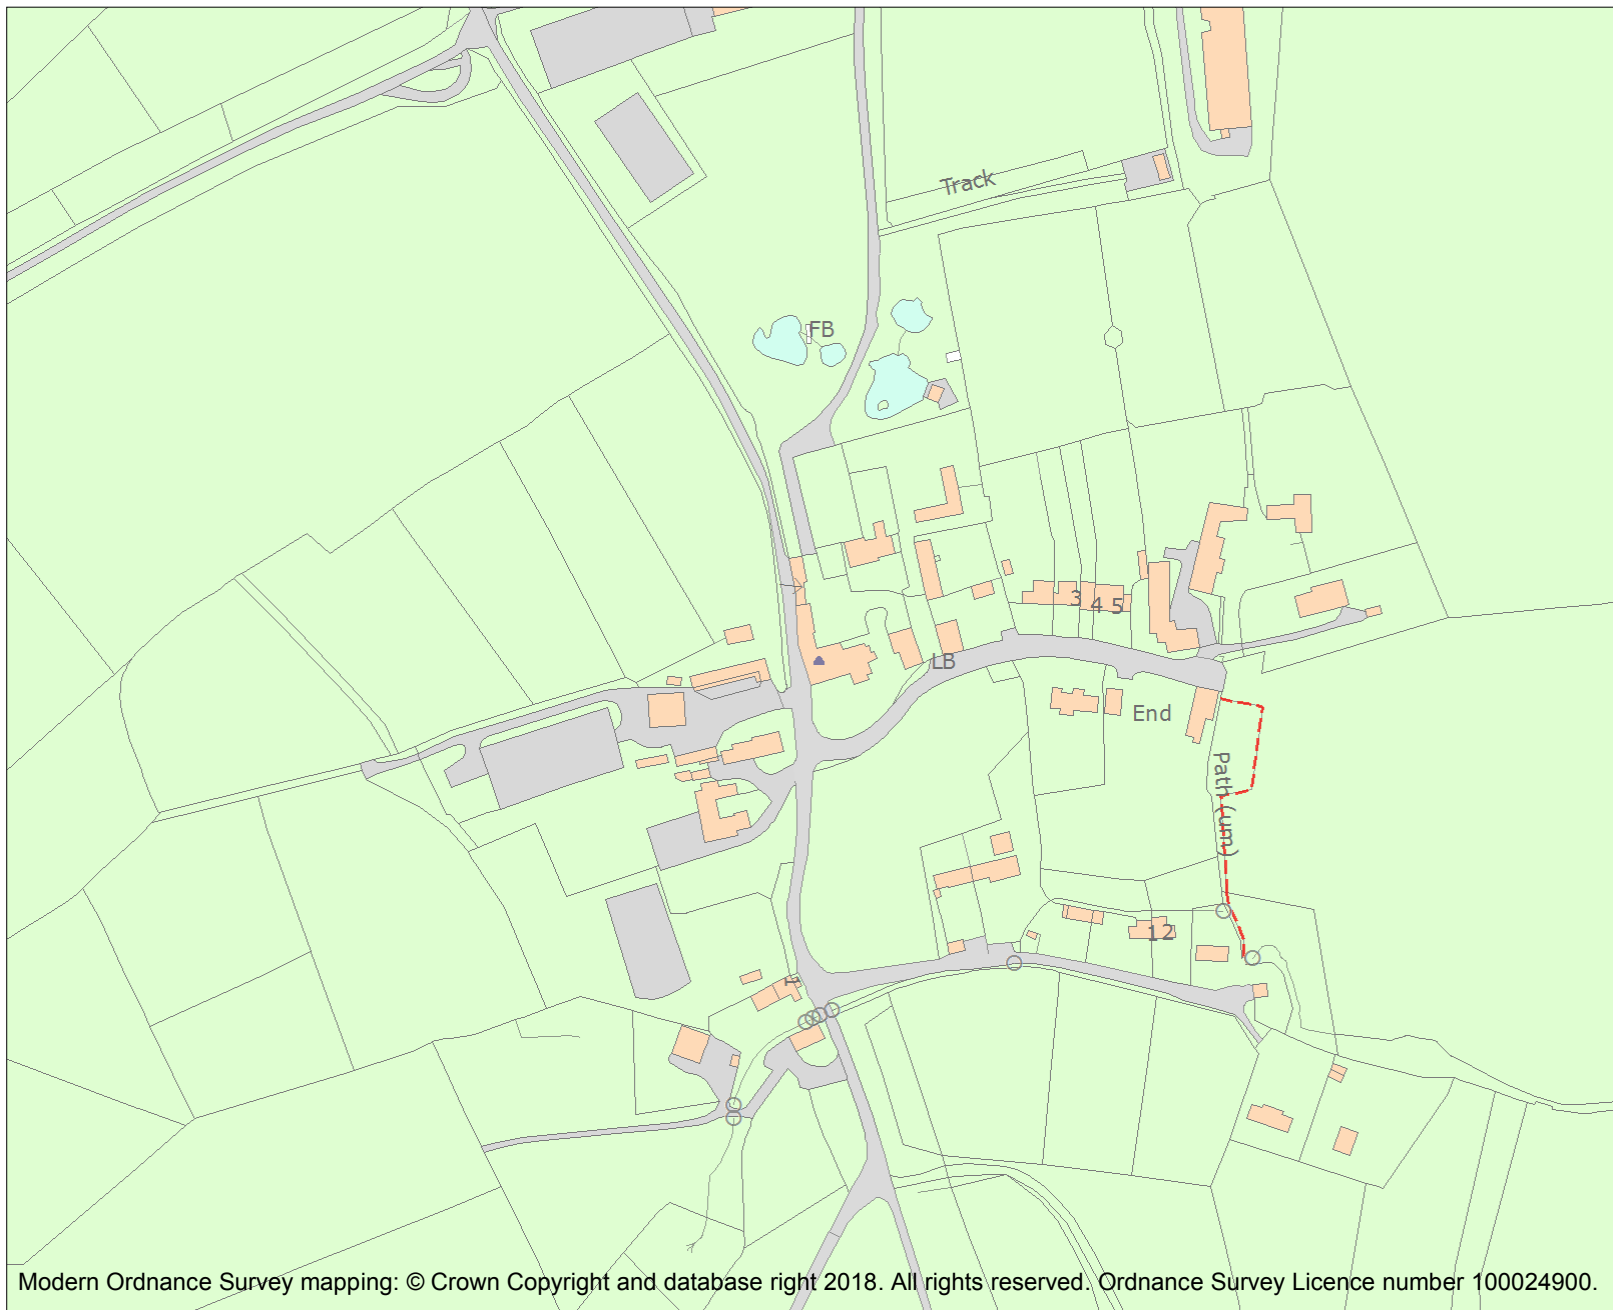 Track
FB
3 4 5
LB
End
Path (um)
12
1
Modern Ordnance Survey mapping: © Crown Copyright and database right 2018. All rights reserved. Ordnance Survey Licence number 100024900.